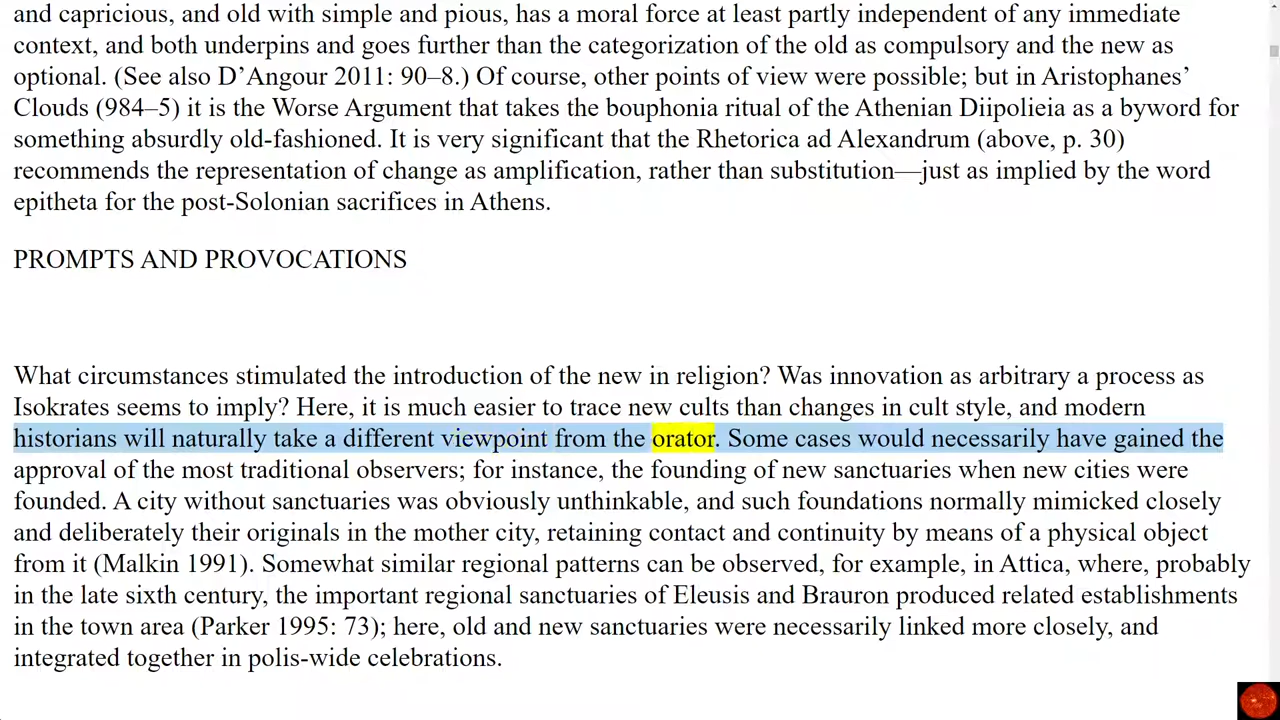 and capricious, and old with simple and pious, has a moral force at least partly independent of any immediate
context, and both underpins and goes further than the categorization of the old as compulsory and the new as
optional. (See also D’Angour 2011: 90–8.) Of course, other points of view were possible; but in Aristophanes’
Clouds (984–5) it is the Worse Argument that takes the bouphonia ritual of the Athenian Diipolieia as a byword for
something absurdly old-fashioned. It is very significant that the Rhetorica ad Alexandrum (above, p. 30)
recommends the representation of change as amplification, rather than substitution—just as implied by the word
epitheta for the post-Solonian sacrifices in Athens.
PROMPTS AND PROVOCATIONS
What circumstances stimulated the introduction of the new in religion? Was innovation as arbitrary a process as
Isokrates seems to imply? Here, it is much easier to trace new cults than changes in cult style, and modern
historians will naturally take a different viewpoint from the orator. Some cases would necessarily have gained the
approval of the most traditional observers; for instance, the founding of new sanctuaries when new cities were
founded. A city without sanctuaries was obviously unthinkable, and such foundations normally mimicked closely
and deliberately their originals in the mother city, retaining contact and continuity by means of a physical object
from it (Malkin 1991). Somewhat similar regional patterns can be observed, for example, in Attica, where, probably
in the late sixth century, the important regional sanctuaries of Eleusis and Brauron produced related establishments
in the town area (Parker 1995: 73); here, old and new sanctuaries were necessarily linked more closely, and
integrated together in polis-wide celebrations.